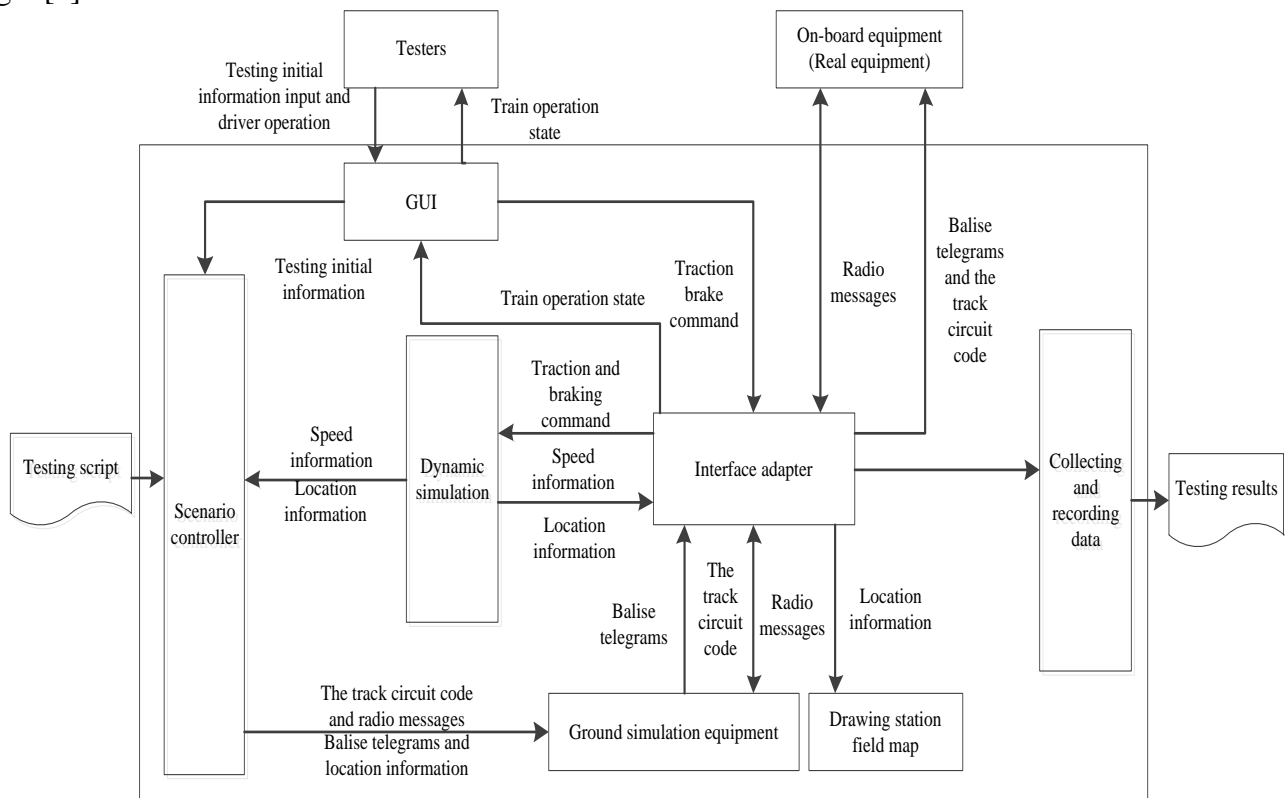 Testers
On-board equipment
(Real equipment)
Testing initial
information input and
driver operation
Train operation
state
GUI
Testing initial
information
Train operation state
Traction
brake
command
Radio
messages
Balise
telegrams
and the
track
circuit
code
Testing script
Scenario
controller
Speed
information
Location
information
Dynamic
simulation
Traction and
braking
command
Speed
information
Location
information
Interface adapter
Collecting
and
recording
data
Testing results
Balise
telegrams
The
track
circuit
code
Radio
messages
Location
information
The track circuit code
and radio messages
Balise telegrams and
location information
Ground simulation equipment
Drawing station
field map